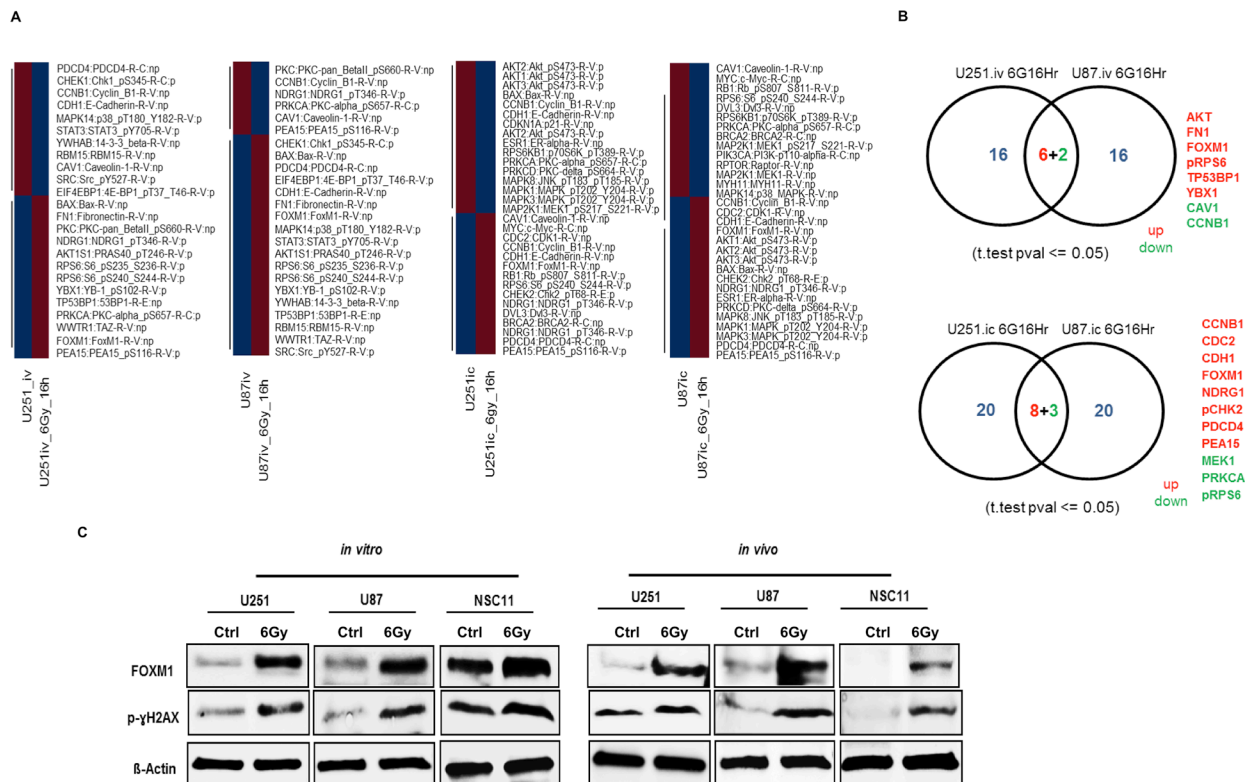 A
PDCD4:PDCD4-R-C:np
CHEK1:Chk1_pS345-R-C:p
CCNB1:Cyclin_B1-R-V:np
CDH1:E-Cadherin-R-V:np
MAPK14:p38_pT180_Y182-R-V:p
STAT3:STAT3_pY705-R-V:p
YWHAB:14-3-3_beta-R-V:np
RBM15:RBM15-R-V:np
CAV1:Caveolin-1-R-V:np
SRC:Src_pY527-R-V:p
EIF4EBP1:4E-BP1_pT37_T46-R-V:p
BAX:Bax-R-V:np
FN1:Fibronectin-R-V:np
PKC:PKC-pan_BetaII_pS660-R-V:np
NDRG1:NDRG1_pT346-R-V:np
AKT1S1:PRAS40_pT246-R-V:np
RPS6:S6_pS235_S236-R-V:p
RPS6:S6_pS240_S244-R-V:p
YBX1:YB-1_pS102-R-V:p
TP53BP1:53BP1-R-E:np
PRKCA:PKC-alpha_pS657-R-C:p
WWTR1:TAZ-R-V:np
FOXM1:FoxM1-R-V:np
PEA15:PEA15_pS116-R-V:p
U251_iv
U251iv_6Gy_16h
PKC:PKC-pan_BetaII_pS660-R-V:np
CCNB1:Cyclin_B1-R-V:np
NDRG1:NDRG1_pT346-R-V:np
PRKCA:PKC-alpha_pS657-R-C:p
CAV1:Caveolin-1-R-V:np
PEA15:PEA15_pS116-R-V:p
CHEK1:Chk1_pS345-R-C:p
BAX:Bax-R-V:np
PDCD4:PDCD4-R-C:np
EIF4EBP1:4E-BP1_pT37_T46-R-V:p
CDH1:E-Cadherin-R-V:np
FN1:Fibronectin-R-V:np
FOXM1:FoxM1-R-V:np
MAPK14:p38_pT180_Y182-R-V:p
STAT3:STAT3_pY705-R-V:p
AKT1S1:PRAS40_pT246-R-V:np
RPS6:S6_pS235_S236-R-V:p
RPS6:S6_pS240_S244-R-V:p
YBX1:YB-1_pS102-R-V:p
YWHAB:14-3-3_beta-R-V:np
TP53BP1:53BP1-R-E:np
RBM15:RBM15-R-V:np
WWTR1:TAZ-R-V:np
SRC:Src_pY527-R-V:p
U87iv
U87iv_6Gy_16h
AKT2:Akt_pS473-R-V:p
AKT1:Akt_pS473-R-V:p
AKT3:Akt_pS473-R-V:p
BAX:Bax-R-V:np
CCNB1:Cyclin_B1-R-V:np
CDH1:E-Cadherin-R-V:np
CDKN1A:p21-R-V:np
AKT2:Akt_pS473-R-V:p
ESR1:ER-alpha-R-V:np
RPS6KB1:p70S6K_pT389-R-V:p
PRKCA:PKC-alpha_pS657-R-C:p
PRKCD:PKC-delta_pS664-R-V:p
MAPK8:JNK_pT183_pT185-R-V:p
MAPK1:MAPK_pT202_Y204-R-V:p
MAPK3:MAPK_pT202_Y204-R-V:p
MAP2K1:MEK1_pS217_S221-R-V:p
CAV1:Caveolin-1-R-V:np
MYC:c-Myc-R-C:np
CDC2:CDK1-R-V:np
CCNB1:Cyclin_B1-R-V:np
CDH1:E-Cadherin-R-V:np
FOXM1:FoxM1-R-V:np
RB1:Rb_pS807_S811-R-V:p
RPS6:S6_pS240_S244-R-V:p
CHEK2:Chk2_pT68-R-E:p
NDRG1:NDRG1_pT346-R-V:np
DVL3:Dvl3-R-V:np
BRCA2:BRCA2-R-C:np
NDRG1:NDRG1_pT346-R-V:np
PDCD4:PDCD4-R-C:np
PEA15:PEA15_pS116-R-V:p
U251ic
U251ic_6gy_16h
CAV1:Caveolin-1-R-V:np
MYC:c-Myc-R-C:np
RB1:Rb_pS807_S811-R-V:p
RPS6:S6_pS240_S244-R-V:p
DVL3:Dvl3-R-V:np
RPS6KB1:p70S6K_pT389-R-V:p
PRKCA:PKC-alpha_pS657-R-C:p
BRCA2:BRCA2-R-C:np
MAP2K1:MEK1_pS217_S221-R-V:p
PIK3CA:PI3K-p110-alpha-R-C:np
RPTOR:Raptor-R-V:np
MAP2K1:MEK1-R-V:np
MYH11:MYH11-R-V:np
MAPK14:p38_MAPK-R-V:np
CCNB1:Cyclin_B1-R-V:np
CDC2:CDK1-R-V:np
CDH1:E-Cadherin-R-V:np
FOXM1:FoxM1-R-V:np
AKT1:Akt_pS473-R-V:p
AKT2:Akt_pS473-R-V:p
AKT3:Akt_pS473-R-V:p
BAX:Bax-R-V:np
CHEK2:Chk2_pT68-R-E:p
NDRG1:NDRG1_pT346-R-V:np
ESR1:ER-alpha-R-V:np
PRKCD:PKC-delta_pS664-R-V:p
MAPK8:JNK_pT183_pT185-R-V:p
MAPK1:MAPK_pT202_Y204-R-V:p
MAPK3:MAPK_pT202_Y204-R-V:p
PDCD4:PDCD4-R-C:np
PEA15:PEA15_pS116-R-V:p
U87ic
U87ic_6Gy_16h
B
U251.iv 6G16Hr U87.iv 6G16Hr
16 6+2 16
AKT
FN1
FOXM1
pRPS6
TP53BP1
YBX1
CAV1
CCNB1
up
down
(t.test pval <= 0.05)
U251.ic 6G16Hr U87.ic 6G16Hr
20 8+3 20
CCNB1
CDC2
CDH1
FOXM1
NDRG1
pCHK2
PDCD4
PEA15
MEK1
PRKCA
pRPS6
up
down
(t.test pval <= 0.05)
C
in vitro in vivo
U251 U87 NSC11 U251 U87 NSC11
Ctrl 6Gy Ctrl 6Gy Ctrl 6Gy Ctrl 6Gy Ctrl 6Gy Ctrl 6Gy
FOXM1
p-ɣH2AX
ß-Actin